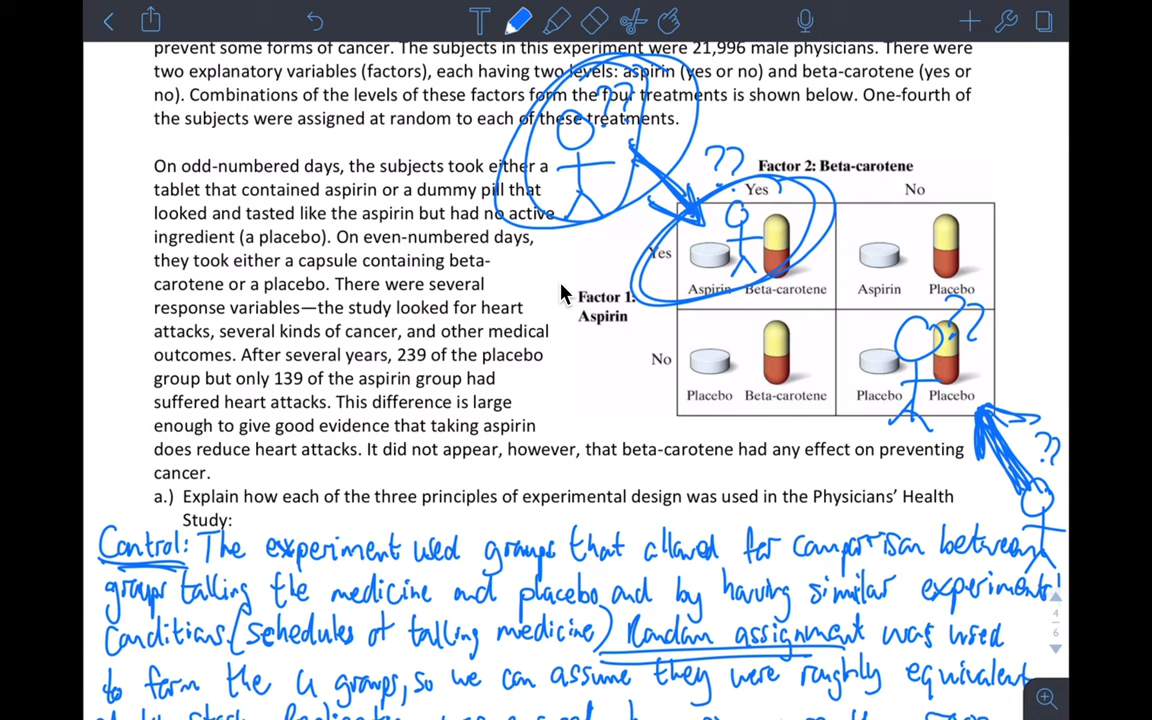 T
prevent some forms of cancer. The subjects in this experiment were 21,996 male physicians. There were
two explanatory variables (factors), each having two levels: aspirin (yes or no) and beta-carotene (yes or
no). Combinations of the levels of these factors form the four treatments is shown below. One-fourth of
the subjects were assigned at random to each of these treatments.
??
On odd-numbered days, the subjects took either a
tablet that contained aspirin or a dummy pill that
looked and tasted like the aspirin but had no active
ingredient (a placebo). On even-numbered days,
they took either a capsule containing beta-
carotene or a placebo. There were several
response variables—the study looked for heart
attacks, several kinds of cancer, and other medical
outcomes. After several years, 239 of the placebo
group but only 139 of the aspirin group had
suffered heart attacks. This difference is large
enough to give good evidence that taking aspirin
does reduce heart attacks. It did not appear, however, that beta-carotene had any effect on preventing
cancer.
??
Factor 2: Beta-carotene
Yes No
Yes
Aspirin Beta-carotene Aspirin Placebo
Factor 1:
Aspirin
??
No
Placebo Beta-carotene Placebo Placebo
??
a.) Explain how each of the three principles of experimental design was used in the Physicians' Health
Study:
Control: The experiment used groups that allowed for comparison between
groups taking the medicine and placebo and by having similar experiment
conditions (schedules of taking medicine) Random assignment was used
to form the 4 groups, so we can assume they were roughly equivalent
4
6